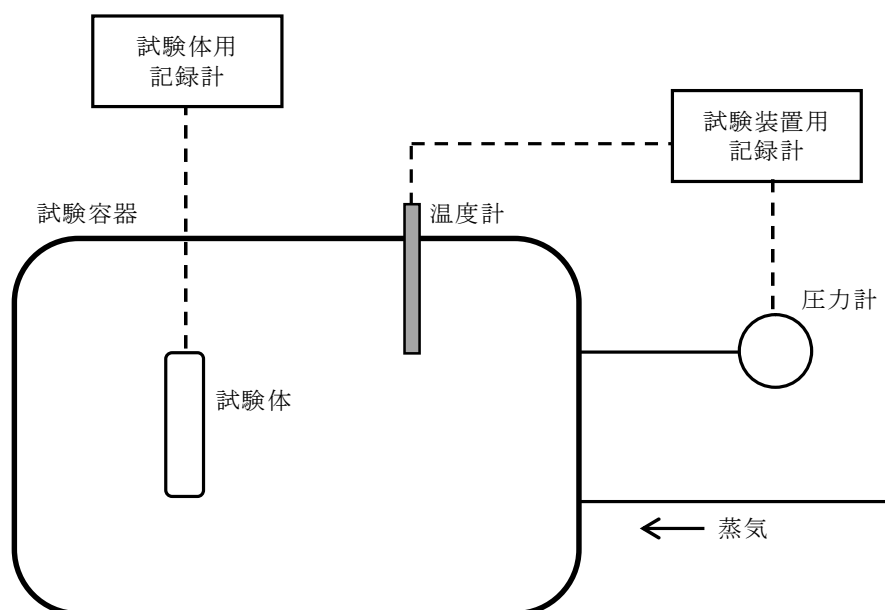 試験体用
記録計
試験装置用
記録計
試験容器
温度計
圧力計
試験体
蒸気